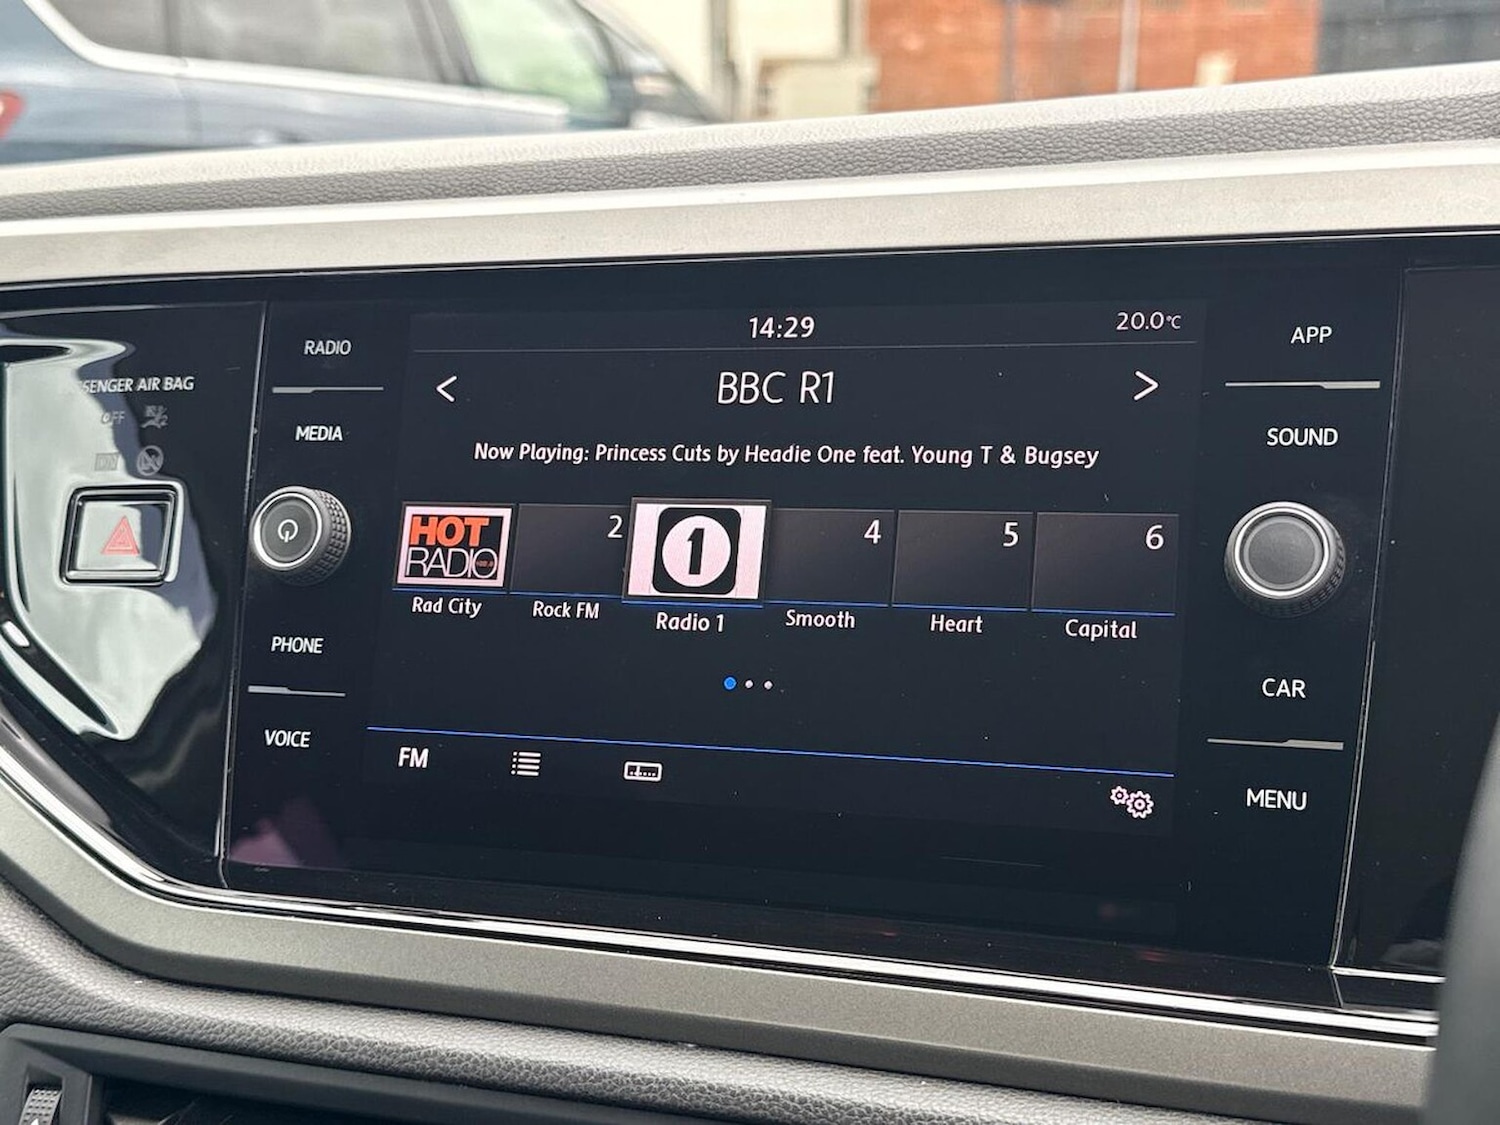 RADIO
MEDIA
PHONE
VOICE
SENGER AIR BAG
OFF
14:29
20.0°C
< BBC R1 >
Now Playing: Princess Cuts by Headie One feat. Young T & Bugsey
HOT
RADIO
2
1
4
5
6
Rad City
Rock FM
Radio 1
Smooth
Heart
Capital
FM
APP
SOUND
CAR
MENU